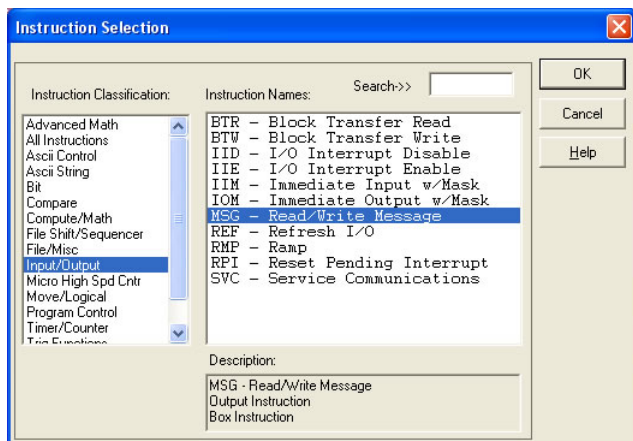 Instruction Selection
Instruction Classification:
Advanced Math
All Instructions
Ascii Control
Ascii String
Bit
Compare
Compute/Math
File Shift/Sequencer
File/Misc
Input/Output
Micro High Spd Cntr
Move/Logical
Program Control
Timer/Counter
Trig Functions
Instruction Names:
Search->>
BTR - Block Transfer Read
BTW - Block Transfer Write
IID - I/O Interrupt Disable
IIE - I/O Interrupt Enable
IIM - Immediate Input w/Mask
IOM - Immediate Output w/Mask
MSG - Read/Write Message
REF - Refresh I/O
RMP - Ramp
RPI - Reset Pending Interrupt
SVC - Service Communications
Description:
MSG - Read/Write Message
Output Instruction
Box Instruction
OK
Cancel
Help